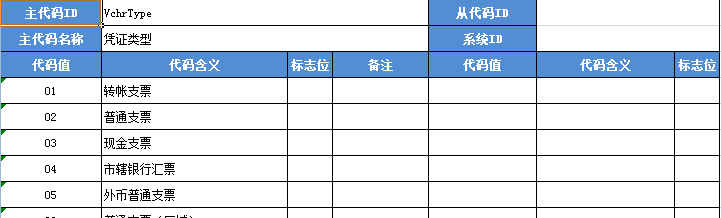 主代码ID VchrType 从代码ID
主代码名称 凭证类型 系统ID
代码值 代码含义 标志位 备注 代码值 代码含义 标志位
01 转帐支票
02 普通支票
03 现金支票
04 市辖银行汇票
05 外币普通支票